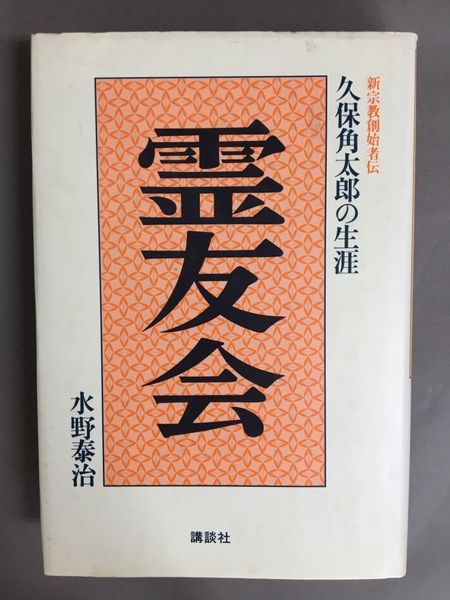 新宗教創始者伝
久保角太郎の生涯
霊友会
水野泰治
講談社